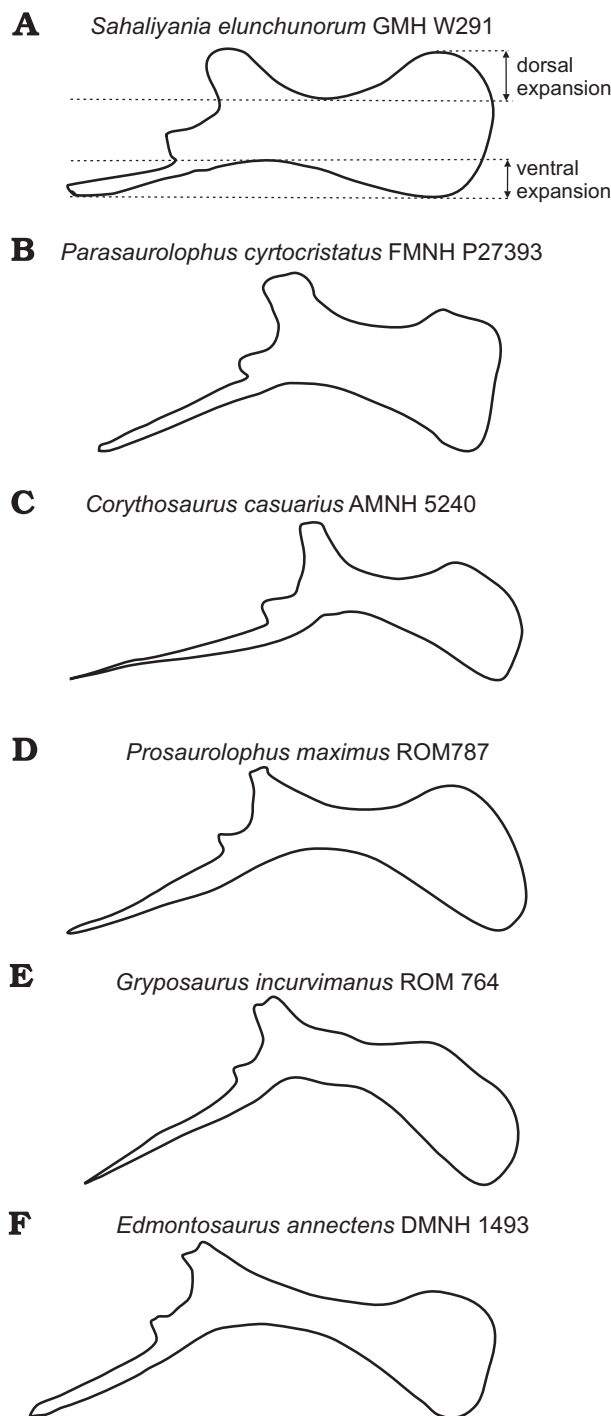 A Sahaliyania elunchunorum GMH W291
dorsal
expansion
ventral
expansion
B Parasaurolophus cyrtocristatus FMNH P27393
C Corythosaurus casuarius AMNH 5240
D Prosaurolophus maximus ROM787
E Gryposaurus incurvimanus ROM 764
F Edmontosaurus annectens DMNH 1493